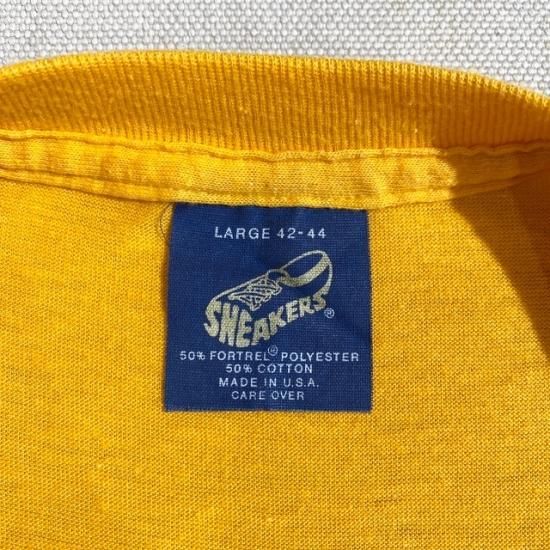 LARGE 42-44
SNEAKERS®
50% FORTREL® POLYESTER
50% COTTON
MADE IN U.S.A.
CARE OVER